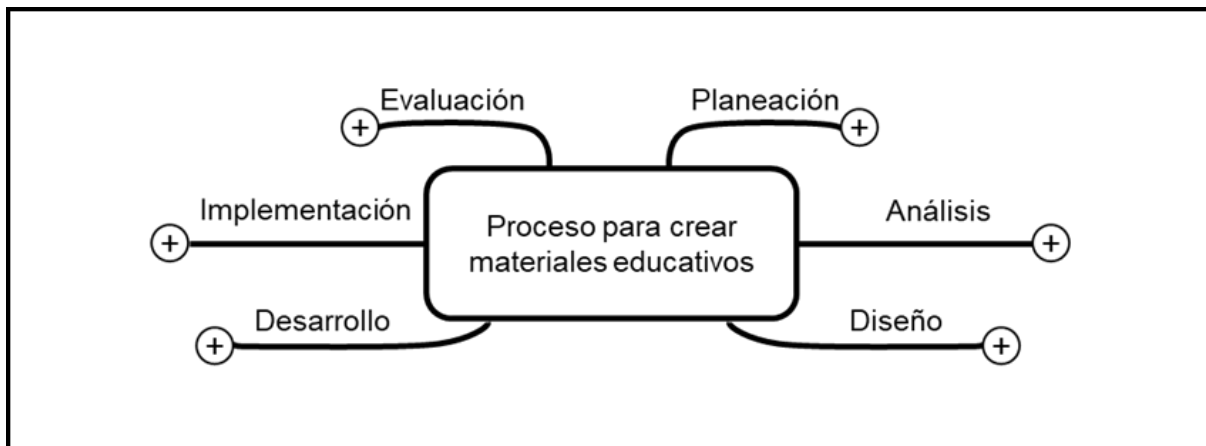 Evaluación
Planeación
Implementación
Proceso para crear
materiales educativos
Análisis
Desarrollo
Diseño